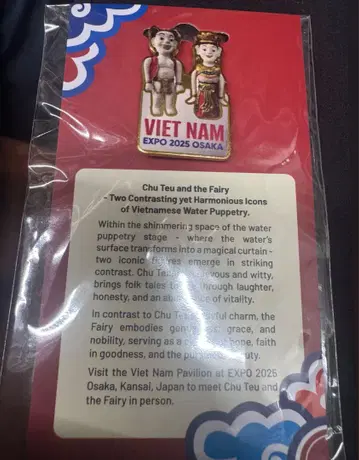 VIET NAM
EXPO 2025 OSAKA
Chu Teu and the Fairy
- Two Contrasting yet Harmonious Icons
of Vietnamese Water Puppetry.
Within the shimmering space of the water
puppetry stage - where the water's
surface transforms into a magical curtain -
two iconic figures emerge in striking
contrast. Chu Teu and witty,
brings folk tales through laughter,
honesty, and an of vitality.
In contrast to Chu charm, the
Fairy embodies grace, and
nobility, serving as a hope, faith
in goodness, and the
Visit the Viet Nam Pavilion at EXPO 2025
Osaka, Kansai, Japan to meet Chu Teu and
the Fairy in person.